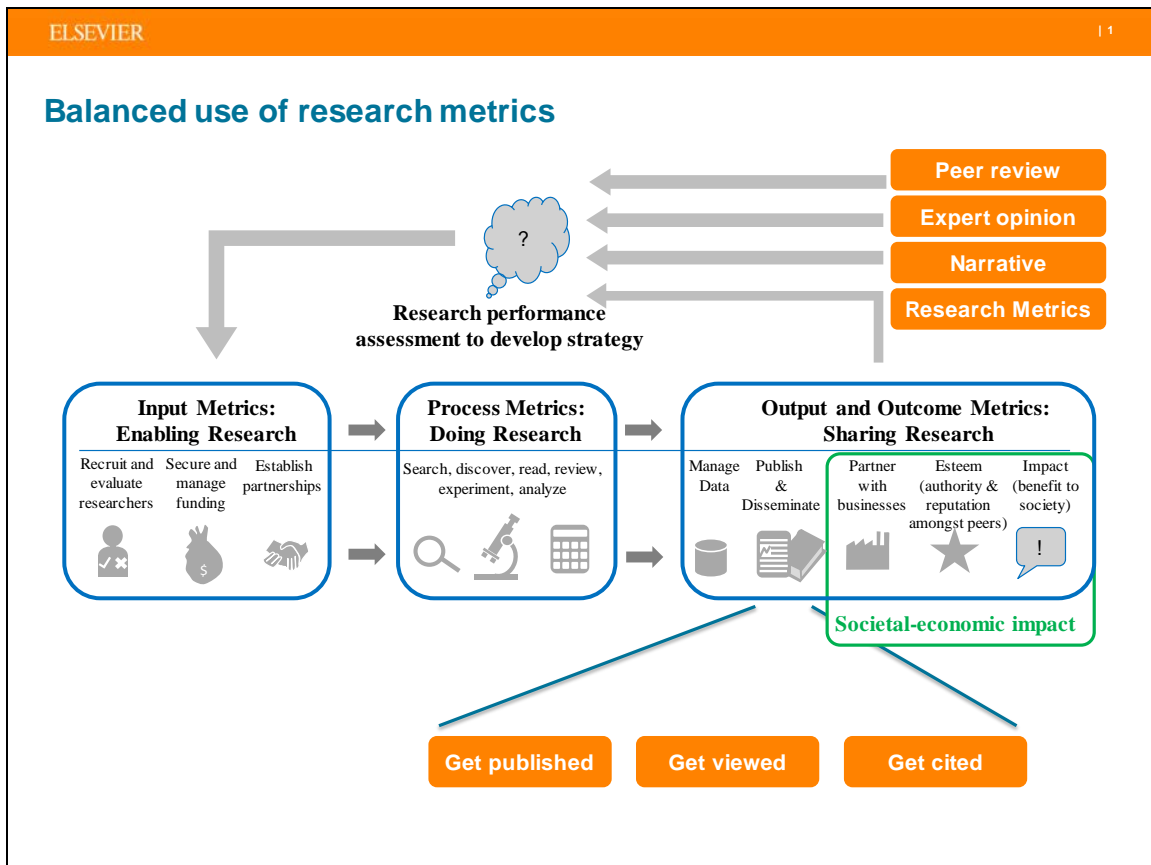 ELSEVIER
| 1
Balanced use of research metrics
Peer review
Expert opinion
Narrative
Research Metrics
?
Research performance
assessment to develop strategy
Input Metrics:
Enabling Research
Recruit and
evaluate
researchers
Secure and
manage
funding
Establish
partnerships
$
Process Metrics:
Doing Research
Search, discover, read, review,
experiment, analyze
Output and Outcome Metrics:
Sharing Research
Manage
Data
Publish
&
Disseminate
Partner
with
businesses
Esteem
(authority &
reputation
amongst peers)
Impact
(benefit to
society)
!
Societal-economic impact
Get published
Get viewed
Get cited